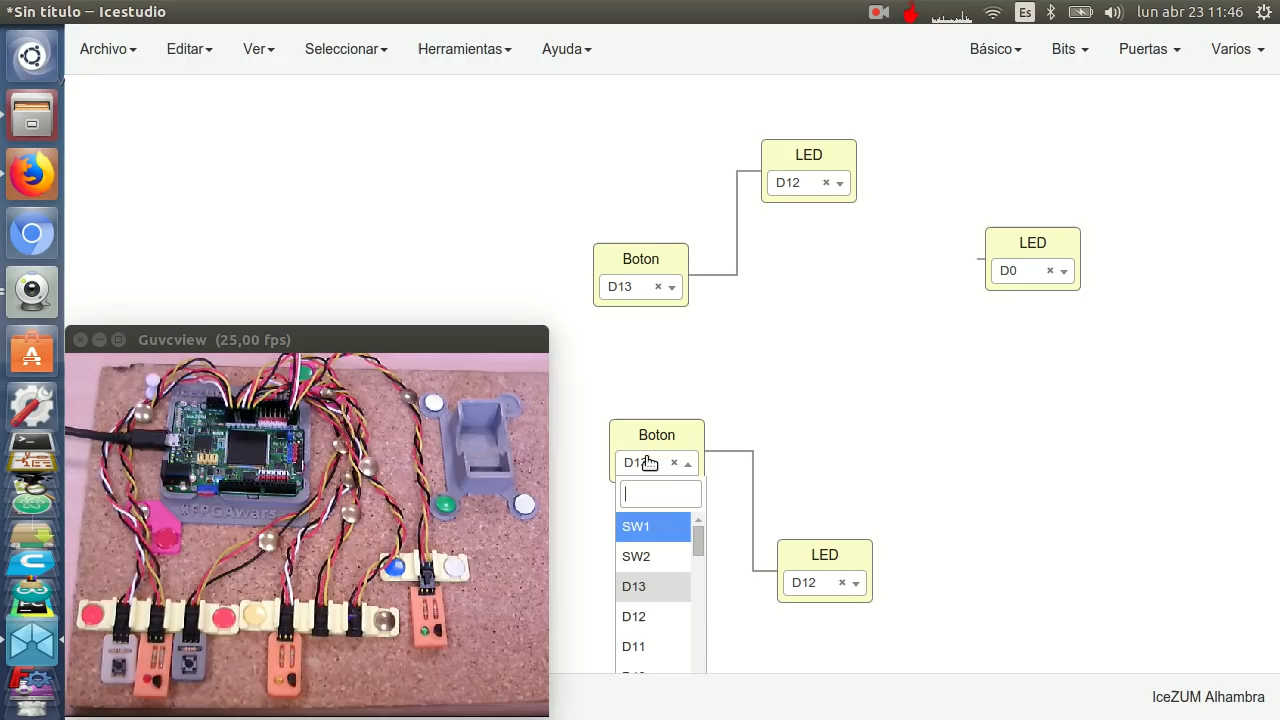 *Sin título – Icestudio
Es
lun abr 23 11:46
Archivo
Editar
Ver
Seleccionar
Herramientas
Ayuda
Básico
Bits
Puertas
Varios
LED
D12
LED
D0
Boton
D13
Guvcview (25,00 fps)
#FPGAwars
Boton
SW1
SW2
D13
D12
D11
LED
D12
IceZUM Alhambra